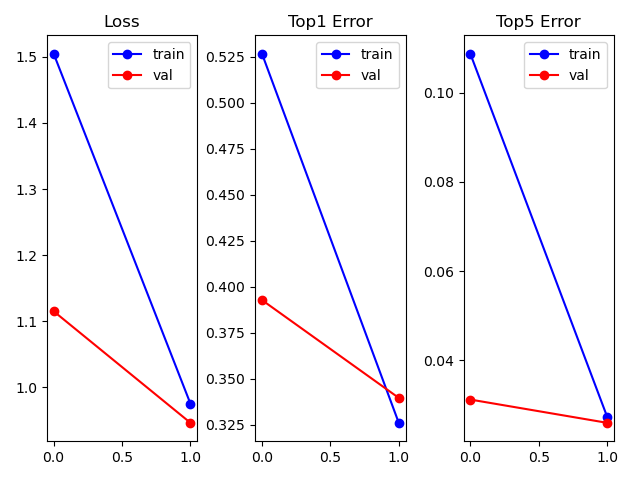 Loss
train
val
1.5
1.4
1.3
1.2
1.1
1.0
0.0 0.5 1.0
Top1 Error
train
val
0.525
0.500
0.475
0.450
0.425
0.400
0.375
0.350
0.325
0.0 0.5 1.0
Top5 Error
train
val
0.10
0.08
0.06
0.04
0.0 0.5 1.0